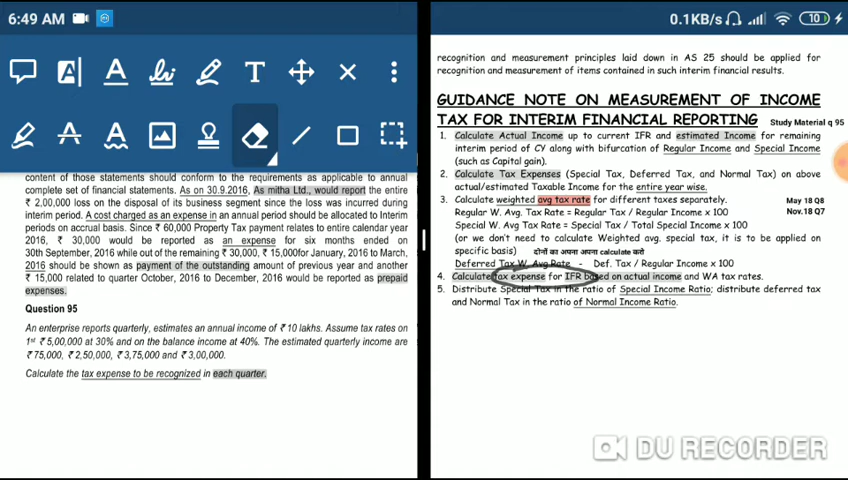 6:49 AM
0.1KB/s
10
recognition and measurement principles laid down in AS 25 should be applied for
recognition and measurement of items contained in such interim financial results.
GUIDANCE NOTE ON MEASUREMENT OF INCOME
TAX FOR INTERIM FINANCIAL REPORTING Study Material q 95
1. Calculate Actual Income up to current IFR and estimated Income for remaining
interim period of CY along with bifurcation of Regular Income and Special Income
(such as Capital gain).
2. Calculate Tax Expenses (Special Tax, Deferred Tax, and Normal Tax) on above
actual/estimated Taxable Income for the entire year wise.
3. Calculate weighted avg tax rate for different taxes separately. May 18 Q8
Regular W. Avg. Tax Rate = Regular Tax / Regular Income x 100 Nov.18 Q7
Special W. Avg Tax Rate = Special Tax / Total Special Income x 100
(or we don't need to calculate Weighted avg. special tax, it is to be applied on
specific basis) दोनों का अपना अपना calculate करो
Deferred Tax W. Avg Rate - Def. Tax / Regular Income x 100
4. Calculate tax expense for IFR based on actual income and WA tax rates.
5. Distribute Special Tax in the ratio of Special Income Ratio; distribute deferred tax
and Normal Tax in the ratio of Normal Income Ratio.
content of those statements should conform to the requirements as applicable to annual
complete set of financial statements. As on 30.9.2016, As mitha Ltd., would report the entire
₹ 2,00,000 loss on the disposal of its business segment since the loss was incurred during
interim period. A cost charged as an expense in an annual period should be allocated to Interim
periods on accrual basis. Since ₹ 60,000 Property Tax payment relates to entire calendar year
2016, ₹ 30,000 would be reported as an expense for six months ended on
30th September, 2016 while out of the remaining ₹ 30,000, ₹ 15,000for January, 2016 to March,
2016 should be shown as payment of the outstanding amount of previous year and another
₹ 15,000 related to quarter October, 2016 to December, 2016 would be reported as prepaid
expenses.
Question 95
An enterprise reports quarterly, estimates an annual income of ₹ 10 lakhs. Assume tax rates on
1st ₹ 5,00,000 at 30% and on the balance income at 40%. The estimated quarterly income are
₹ 75,000, ₹ 2,50,000, ₹ 3,75,000 and ₹ 3,00,000.
Calculate the tax expense to be recognized in each quarter.
DU RECORDER